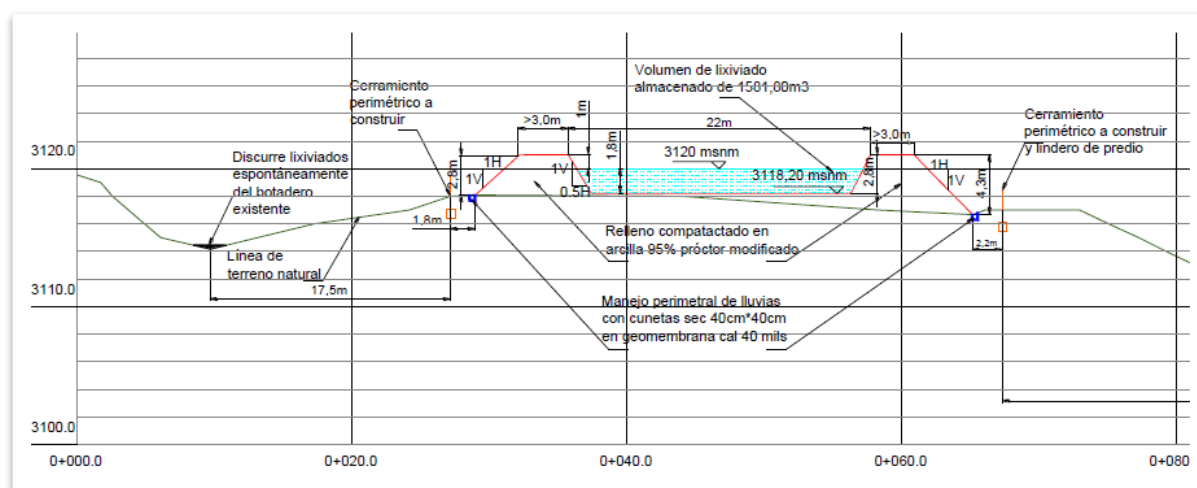 Volumen de lixiviado
almacenado de 1581,88m3
Cerramiento
perimétrico a
construir
>3,0m
1m
22m
>3,0m
Cerramiento
perimétrico a construir
y lindero de predio
3120.0
Discurre lixiviados
espontáneamente
del botadero
existente
2,8m
1H
1V
1V
0.5H
1,8m
3120 msnm
3118,20 msnm
2,8m
1H
1V
4,3m
1,8m
2,2m
Línea de
terreno natural
17,5m
Relleno compatactado en
arcilla 95% próctor modificado
3110.0
Manejo perimetral de lluvias
con cunetas sec 40cm*40cm
en geomembrana cal 40 mils
3100.0
0+000.0
0+020.0
0+040.0
0+060.0
0+080